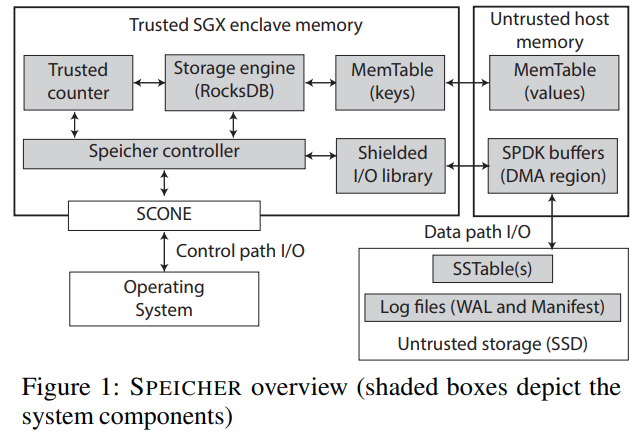 Trusted SGX enclave memory
Untrusted host
memory
Trusted
counter
Storage engine
(RocksDB)
MemTable
(keys)
MemTable
(values)
Speicher controller
Shielded
I/O library
SPDK buffers
(DMA region)
SCONE
Control path I/O
Data path I/O
Operating
System
SSTable(s)
Log files (WAL and Manifest)
Untrusted storage (SSD)
Figure 1: SPEICHER overview (shaded boxes depict the
system components)